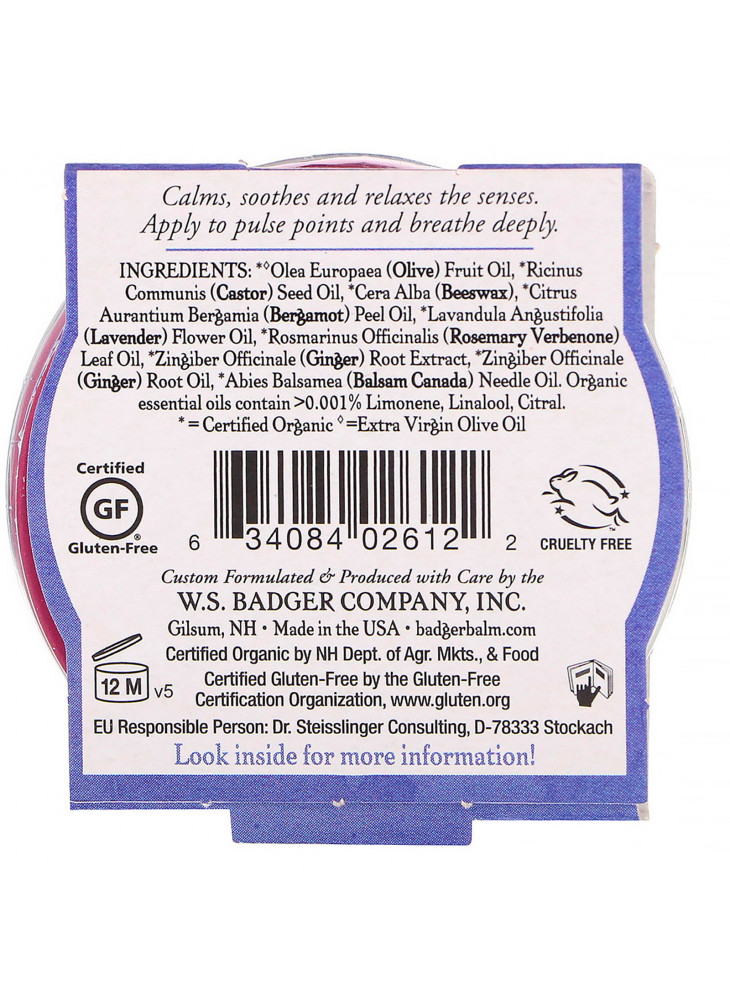 Calms, soothes and relaxes the senses.
Apply to pulse points and breathe deeply.
INGREDIENTS: *◊Olea Europaea (Olive) Fruit Oil, *Ricinus
Communis (Castor) Seed Oil, *Cera Alba (Beeswax), *Citrus
Aurantium Bergamia (Bergamot) Peel Oil, *Lavandula Angustifolia
(Lavender) Flower Oil, *Rosmarinus Officinalis (Rosemary Verbenone)
Leaf Oil, *Zingiber Officinale (Ginger) Root Extract, *Zingiber Officinale
(Ginger) Root Oil, *Abies Balsamea (Balsam Canada) Needle Oil. Organic
essential oils contain >0.001% Limonene, Linalool, Citral.
* = Certified Organic ◊=Extra Virgin Olive Oil
Certified
GF
®
Gluten-Free
6 34084 02612 2
™
CRUELTY FREE
Custom Formulated & Produced with Care by the
W.S. BADGER COMPANY, INC.
Gilsum, NH • Made in the USA • badgerbalm.com
Certified Organic by NH Dept. of Agr. Mkts., & Food
Certified Gluten-Free by the Gluten-Free
Certification Organization, www.gluten.org
12 M v5
EU Responsible Person: Dr. Steisslinger Consulting, D-78333 Stockach
Look inside for more information!